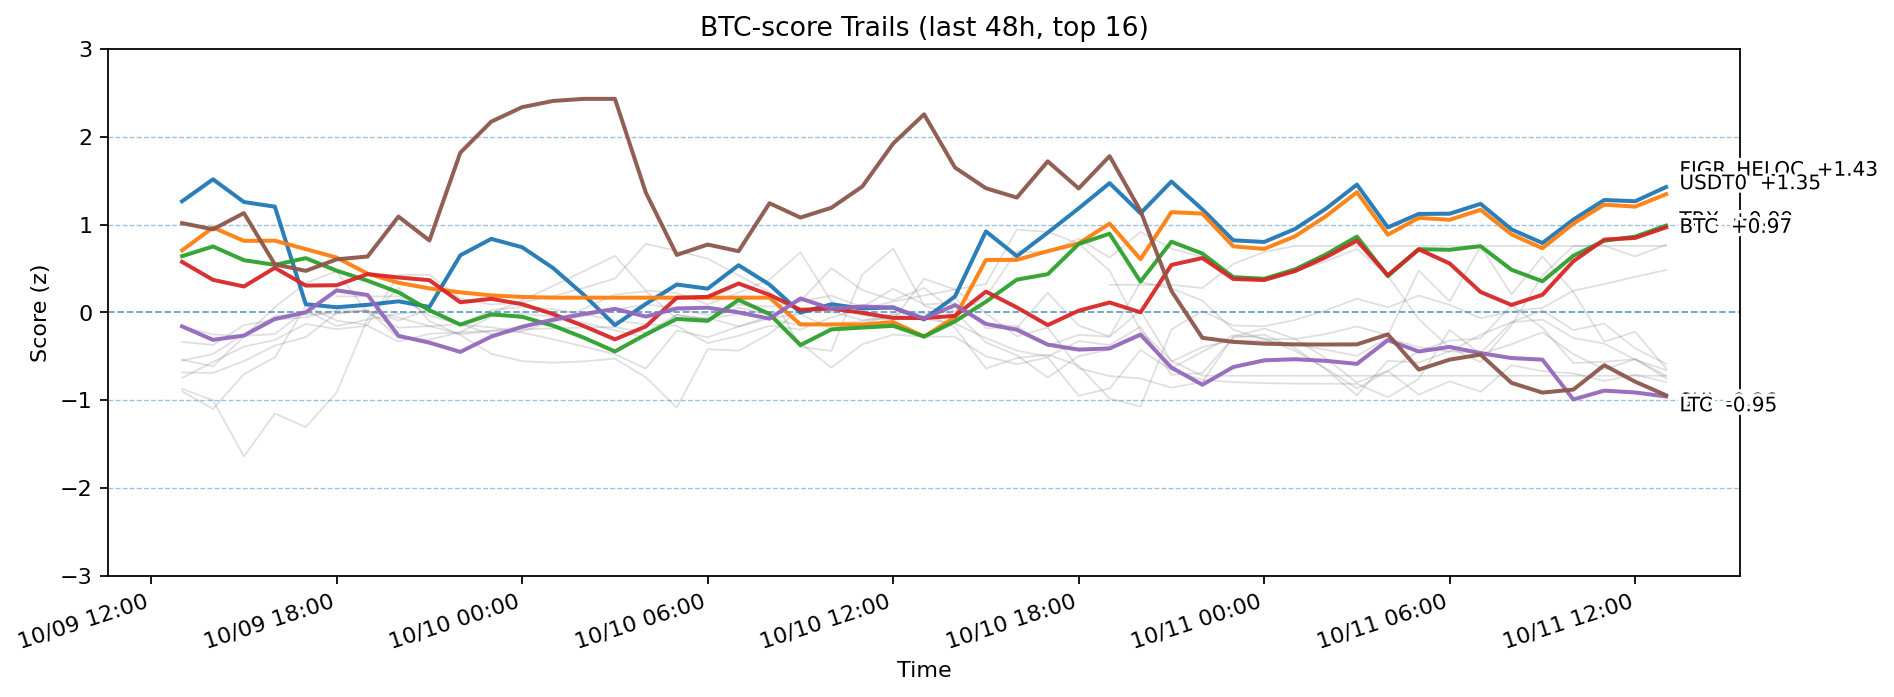 BTC-score Trails (last 48h, top 16)
Score (z)
3
2
1
0
−1
−2
−3
FIGR_HELOC +1.43
USDT0 +1.35
BTC +0.97
LTC -0.95
10/09 12:00
10/09 18:00
10/10 00:00
10/10 06:00
10/10 12:00
10/10 18:00
10/11 00:00
10/11 06:00
10/11 12:00
Time